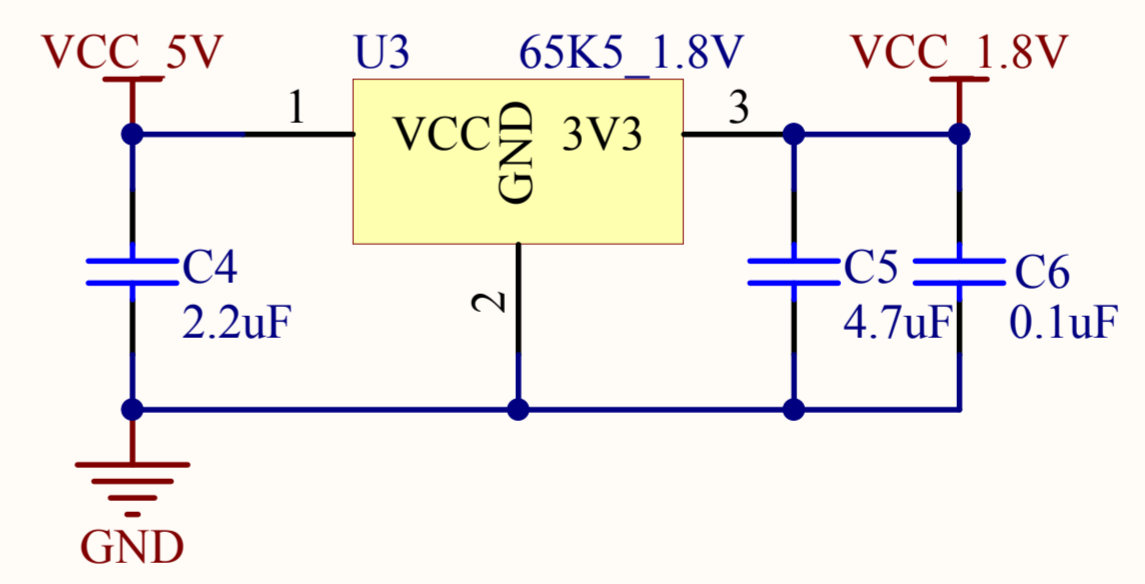 VCC_5V
U3
65K5_1.8V
VCC_1.8V
1
VCC
GND
3V3
3
2
C4
2.2uF
C5
4.7uF
C6
0.1uF
GND